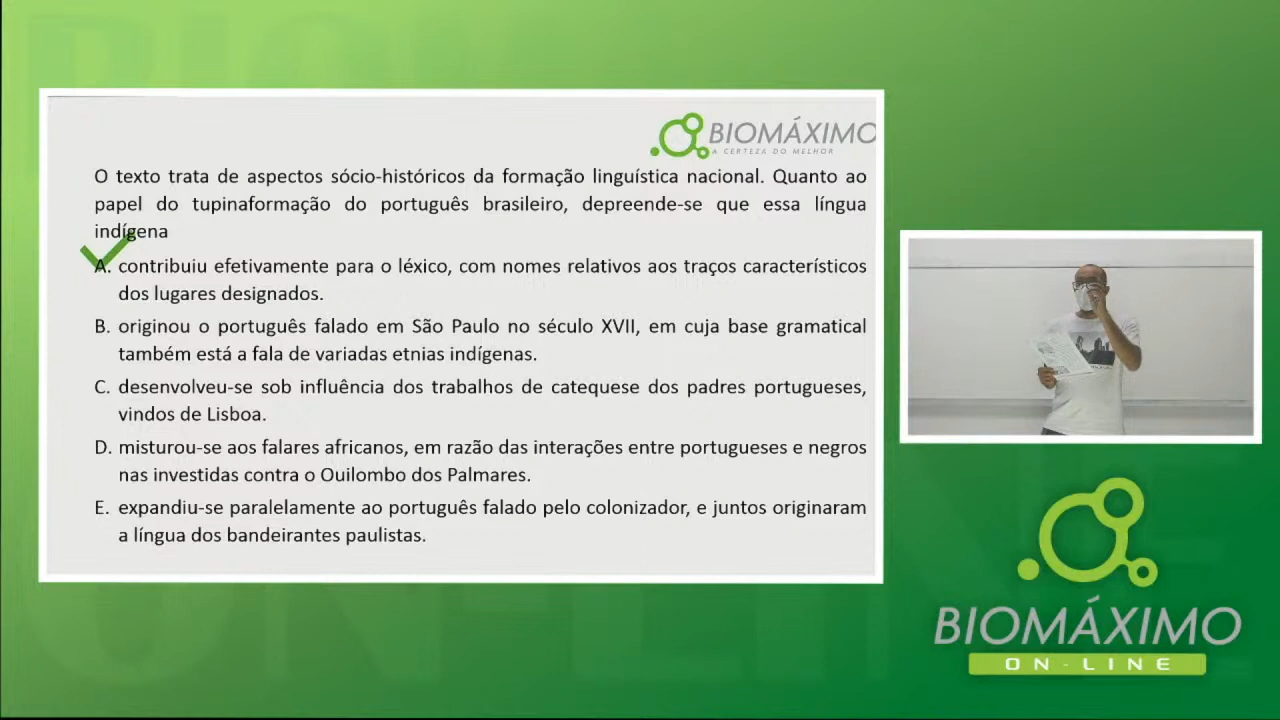 BIOMÁXIMO
A CERTEZA DO MELHOR
O texto trata de aspectos sócio-históricos da formação linguística nacional. Quanto ao
papel do tupinaformação do português brasileiro, depreende-se que essa língua
indígena
A. contribuiu efetivamente para o léxico, com nomes relativos aos traços característicos
dos lugares designados.
B. originou o português falado em São Paulo no século XVII, em cuja base gramatical
também está a fala de variadas etnias indígenas.
C. desenvolveu-se sob influência dos trabalhos de catequese dos padres portugueses,
vindos de Lisboa.
D. misturou-se aos falares africanos, em razão das interações entre portugueses e negros
nas investidas contra o Quilombo dos Palmares.
E. expandiu-se paralelamente ao português falado pelo colonizador, e juntos originaram
a língua dos bandeirantes paulistas.
BIOMÁXIMO
ON-LINE